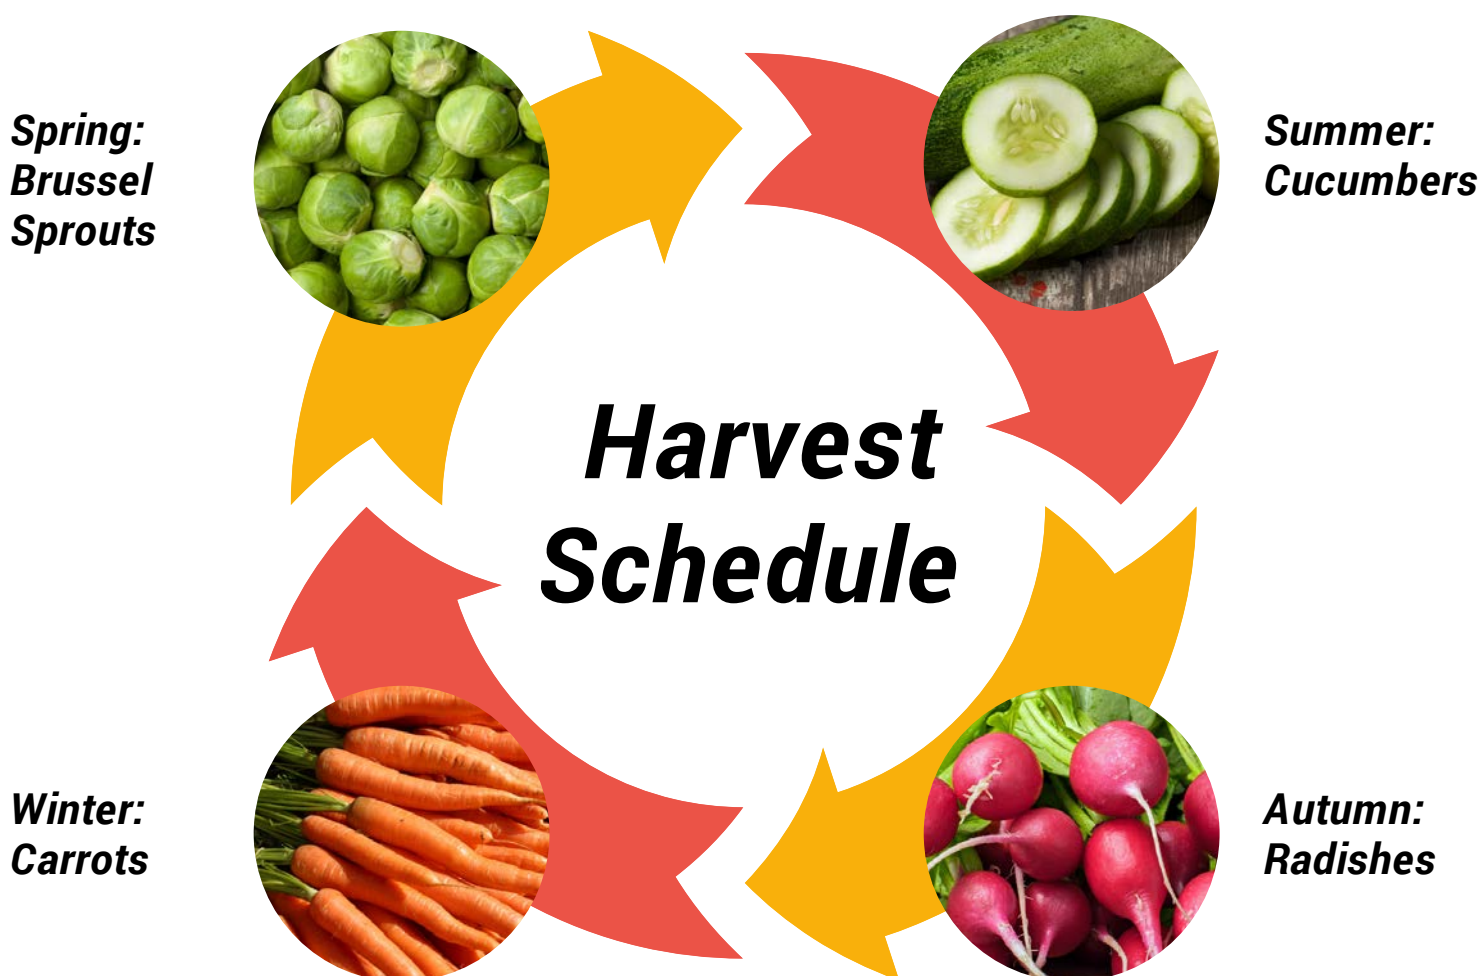 Spring:
Brussel
Sprouts
Summer:
Cucumbers
Harvest
Schedule
Winter:
Carrots
Autumn:
Radishes